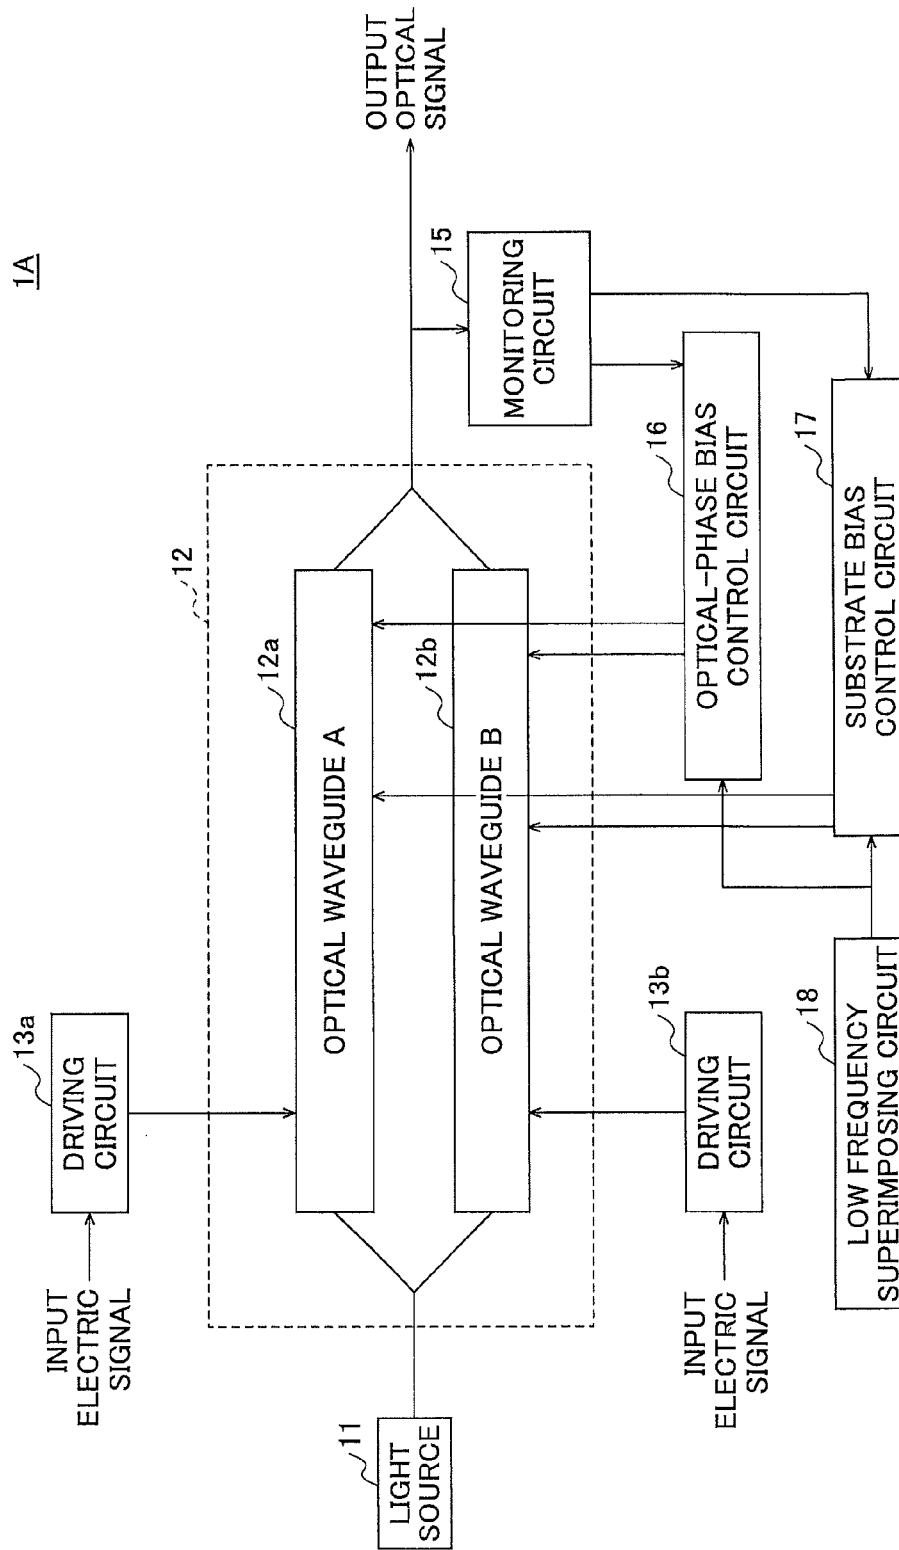 1A
INPUT
ELECTRIC
SIGNAL
DRIVING
CIRCUIT
13a
12
LIGHT
SOURCE
11
OPTICAL WAVEGUIDE A
12a
OPTICAL WAVEGUIDE B
12b
OUTPUT
OPTICAL
SIGNAL
MONITORING
CIRCUIT
15
INPUT
ELECTRIC
SIGNAL
DRIVING
CIRCUIT
13b
OPTICAL-PHASE BIAS
CONTROL CIRCUIT
16
LOW FREQUENCY
SUPERIMPOSING CIRCUIT
18
SUBSTRATE BIAS
CONTROL CIRCUIT
17